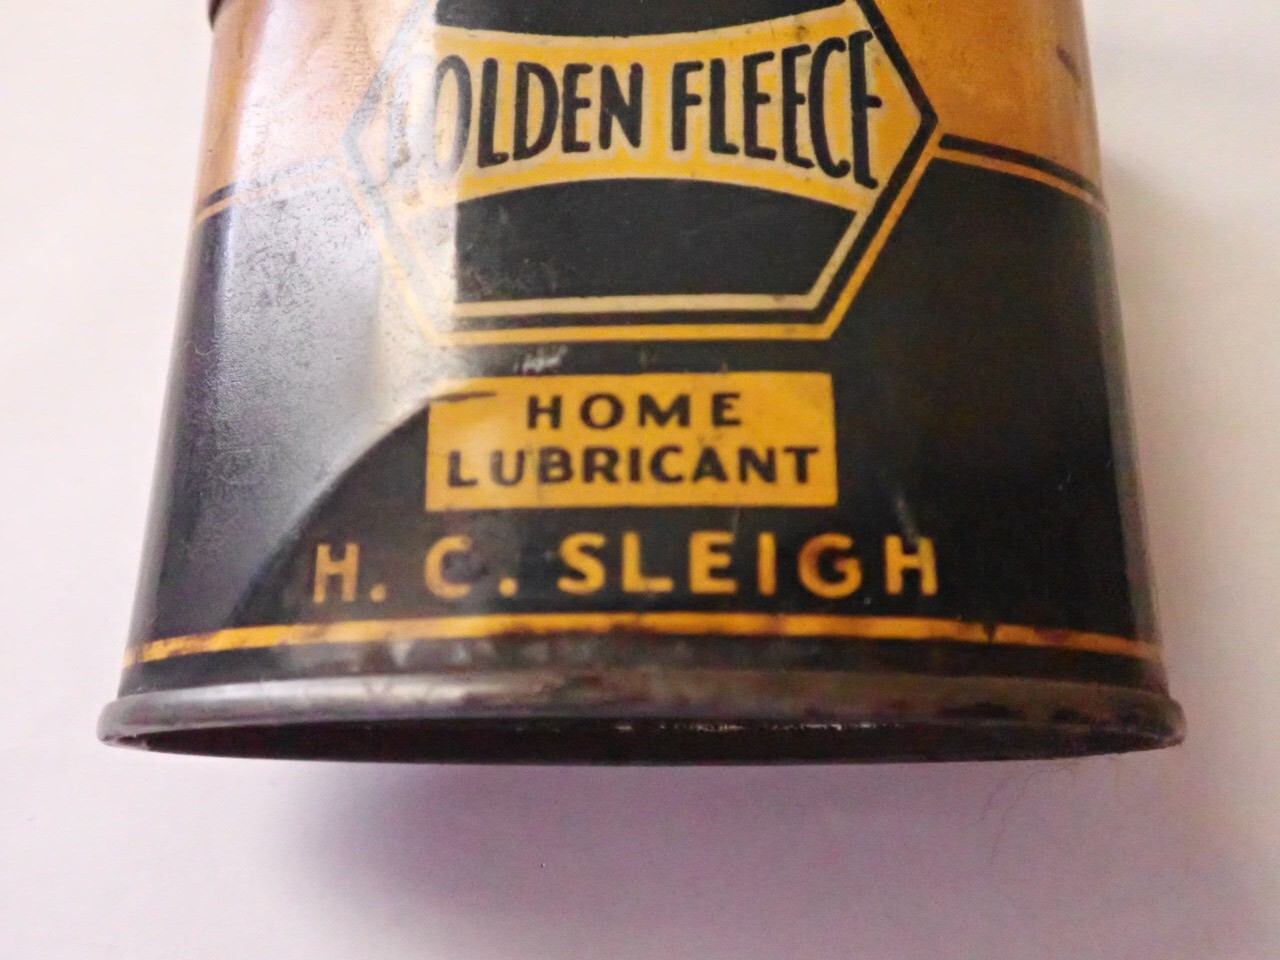 GOLDEN FLEECE
HOME
LUBRICANT
H. C. SLEIGH